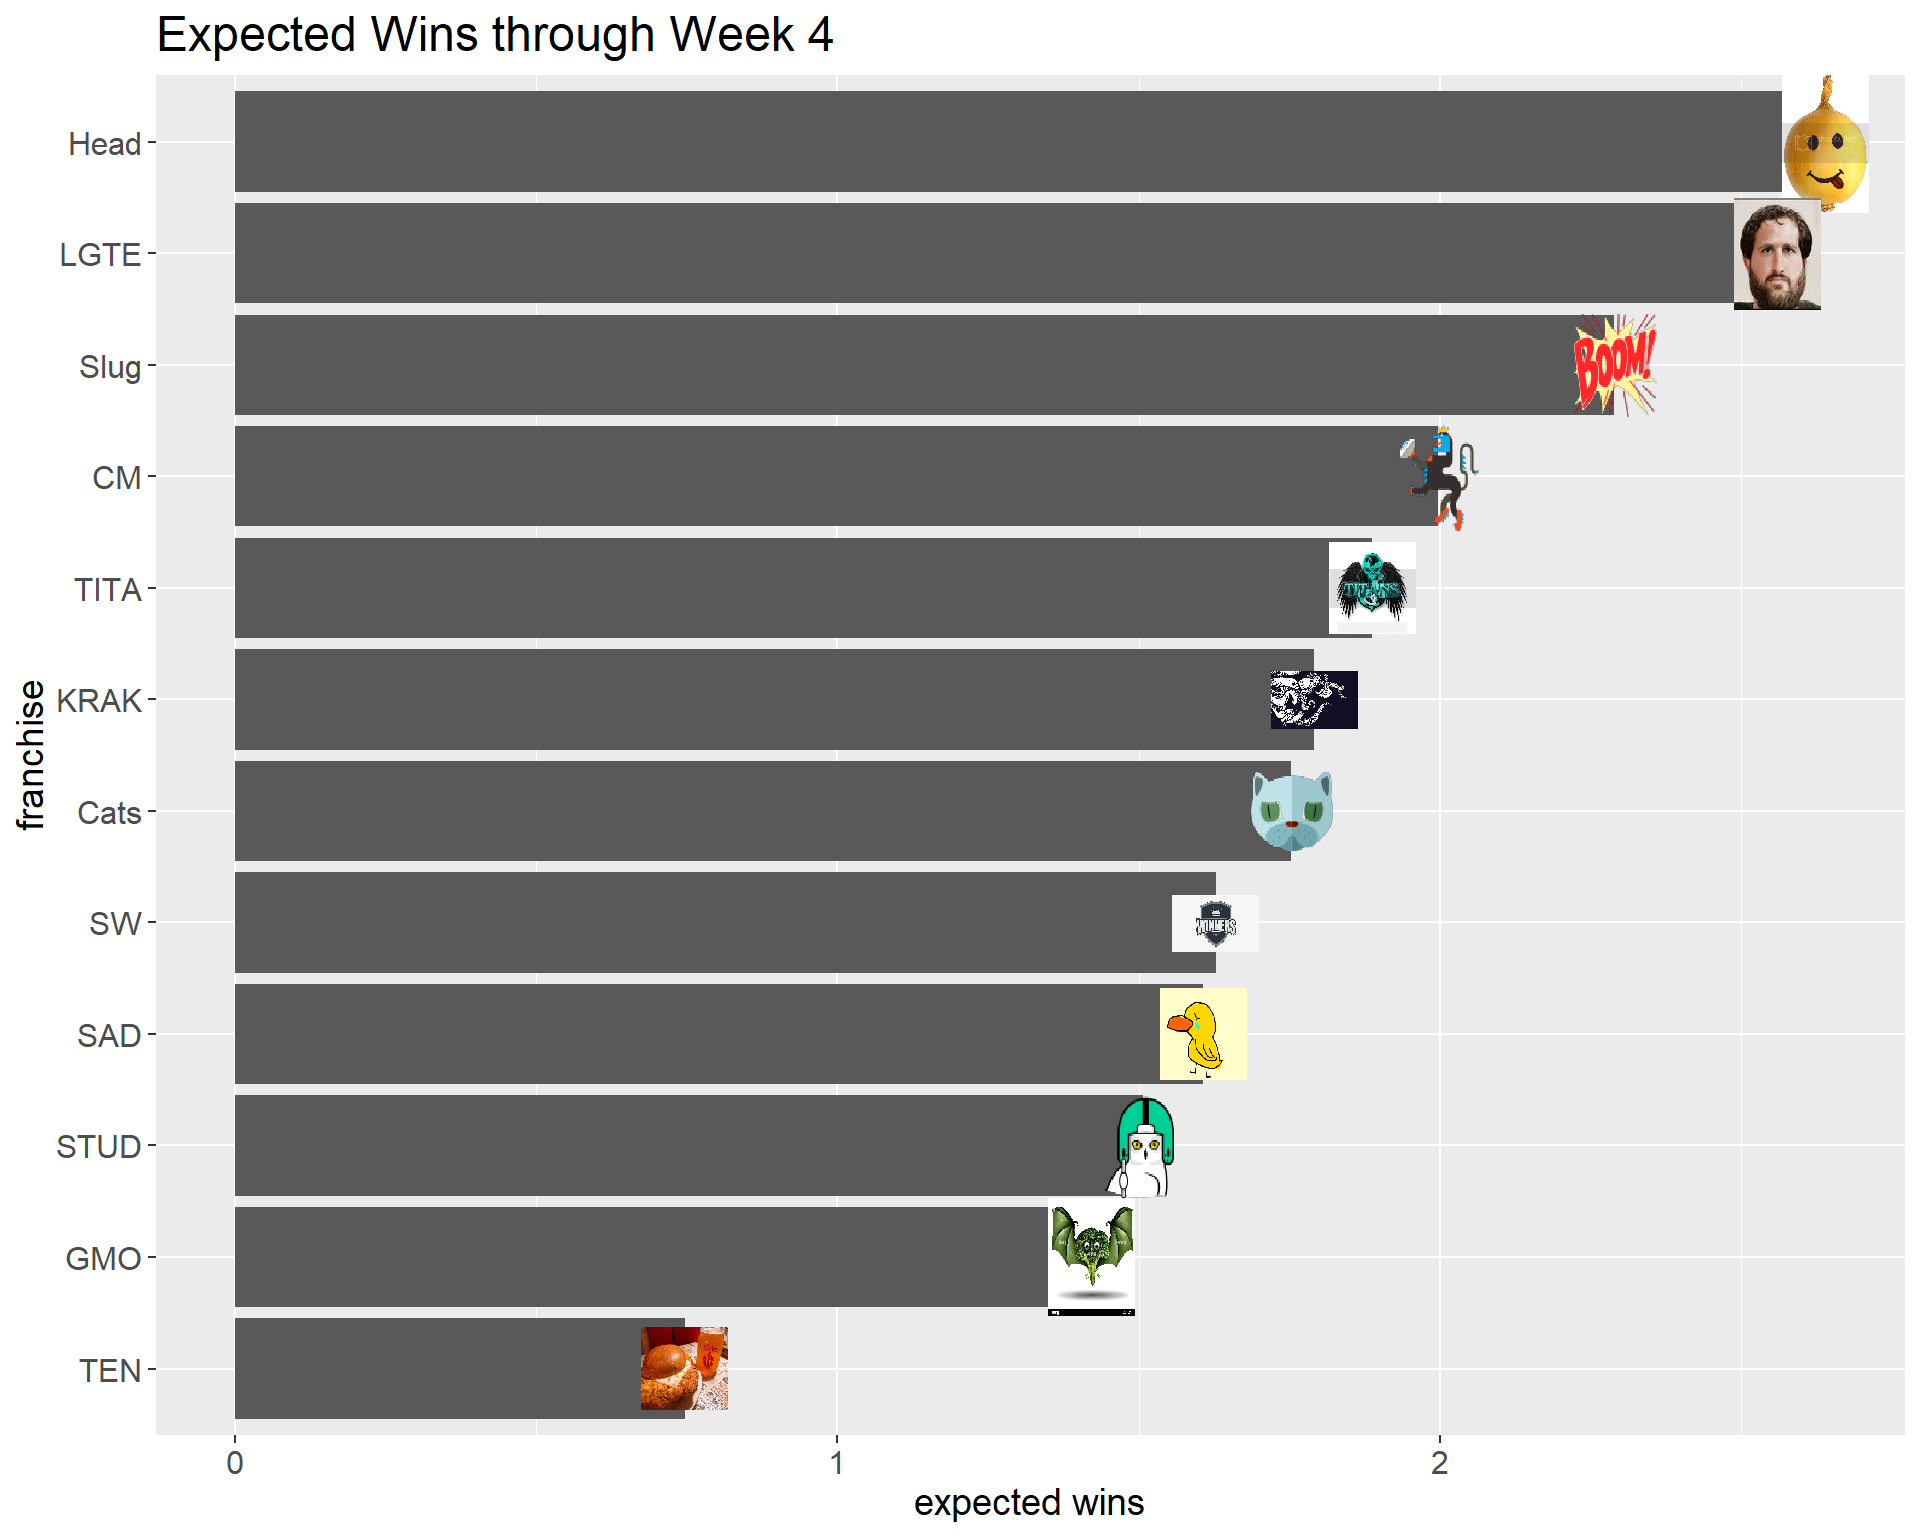 Expected Wins through Week 4
Head
LGTE
Slug
BOOM!
CM
TITA
TITANS
KRAK
Cats
SW
SAD
STUD
GMO
TEN
franchise
0
1
2
expected wins